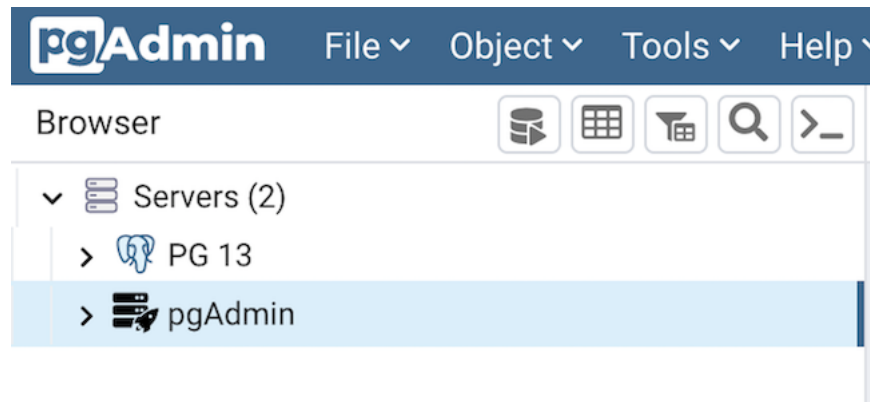 pgAdmin File Object Tools Help
Browser
Servers (2)
PG 13
pgAdmin